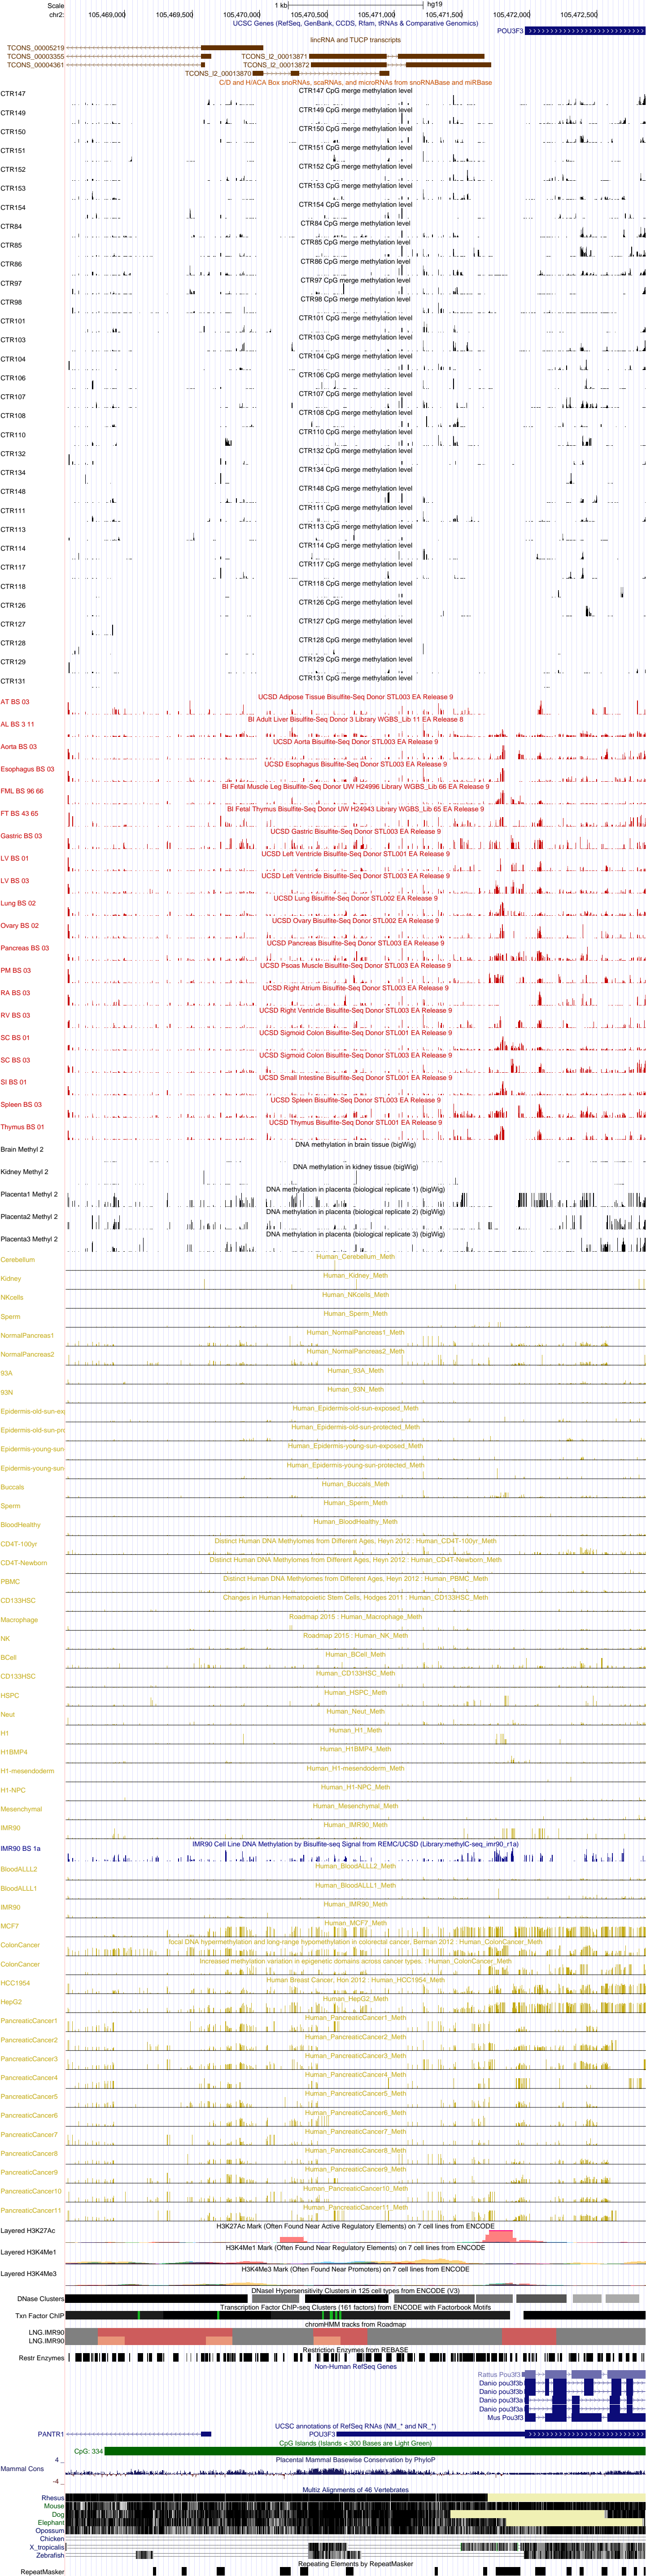 Scale 1 kb hg19
chr2: 105,469,000 105,469,500 105,470,000 105,470,500 105,471,000 105,471,500 105,472,000 105,472,500
UCSC Genes (RefSeq, GenBank, CCDS, Rfam, tRNAs & Comparative Genomics)
POU3F3
lincRNA and TUCP transcripts
TCONS_00005219
TCONS_00003355 TCONS_l2_00013871
TCONS_00004361 TCONS_l2_00013872
TCONS_l2_00013870
C/D and H/ACA Box snoRNAs, scaRNAs, and microRNAs from snoRNABase and miRBase
CTR147 CTR147 CpG merge methylation level
CTR149 CTR149 CpG merge methylation level
CTR150 CTR150 CpG merge methylation level
CTR151 CTR151 CpG merge methylation level
CTR152 CTR152 CpG merge methylation level
CTR153 CTR153 CpG merge methylation level
CTR154 CTR154 CpG merge methylation level
CTR84 CTR84 CpG merge methylation level
CTR85 CTR85 CpG merge methylation level
CTR86 CTR86 CpG merge methylation level
CTR97 CTR97 CpG merge methylation level
CTR98 CTR98 CpG merge methylation level
CTR101 CTR101 CpG merge methylation level
CTR103 CTR103 CpG merge methylation level
CTR104 CTR104 CpG merge methylation level
CTR106 CTR106 CpG merge methylation level
CTR107 CTR107 CpG merge methylation level
CTR108 CTR108 CpG merge methylation level
CTR110 CTR110 CpG merge methylation level
CTR132 CTR132 CpG merge methylation level
CTR134 CTR134 CpG merge methylation level
CTR148 CTR148 CpG merge methylation level
CTR111 CTR111 CpG merge methylation level
CTR113 CTR113 CpG merge methylation level
CTR114 CTR114 CpG merge methylation level
CTR117 CTR117 CpG merge methylation level
CTR118 CTR118 CpG merge methylation level
CTR126 CTR126 CpG merge methylation level
CTR127 CTR127 CpG merge methylation level
CTR128 CTR128 CpG merge methylation level
CTR129 CTR129 CpG merge methylation level
CTR131 CTR131 CpG merge methylation level
AT BS 03 UCSD Adipose Tissue Bisulfite-Seq Donor STL003 EA Release 9
AL BS 3 11 BI Adult Liver Bisulfite-Seq Donor 3 Library WGBS_Lib 11 EA Release 8
Aorta BS 03 UCSD Aorta Bisulfite-Seq Donor STL003 EA Release 9
Esophagus BS 03 UCSD Esophagus Bisulfite-Seq Donor STL003 EA Release 9
FML BS 96 66 BI Fetal Muscle Leg Bisulfite-Seq Donor UW H24996 Library WGBS_Lib 66 EA Release 9
FT BS 43 65 BI Fetal Thymus Bisulfite-Seq Donor UW H24943 Library WGBS_Lib 65 EA Release 9
Gastric BS 03 UCSD Gastric Bisulfite-Seq Donor STL003 EA Release 9
LV BS 01 UCSD Left Ventricle Bisulfite-Seq Donor STL001 EA Release 9
LV BS 03 UCSD Left Ventricle Bisulfite-Seq Donor STL003 EA Release 9
Lung BS 02 UCSD Lung Bisulfite-Seq Donor STL002 EA Release 9
Ovary BS 02 UCSD Ovary Bisulfite-Seq Donor STL002 EA Release 9
Pancreas BS 03 UCSD Pancreas Bisulfite-Seq Donor STL003 EA Release 9
PM BS 03 UCSD Psoas Muscle Bisulfite-Seq Donor STL003 EA Release 9
RA BS 03 UCSD Right Atrium Bisulfite-Seq Donor STL003 EA Release 9
RV BS 03 UCSD Right Ventricle Bisulfite-Seq Donor STL003 EA Release 9
SC BS 01 UCSD Sigmoid Colon Bisulfite-Seq Donor STL001 EA Release 9
SC BS 03 UCSD Sigmoid Colon Bisulfite-Seq Donor STL003 EA Release 9
SI BS 01 UCSD Small Intestine Bisulfite-Seq Donor STL001 EA Release 9
Spleen BS 03 UCSD Spleen Bisulfite-Seq Donor STL003 EA Release 9
Thymus BS 01 UCSD Thymus Bisulfite-Seq Donor STL001 EA Release 9
Brain Methyl 2 DNA methylation in brain tissue (bigWig)
Kidney Methyl 2 DNA methylation in kidney tissue (bigWig)
Placenta1 Methyl 2 DNA methylation in placenta (biological replicate 1) (bigWig)
Placenta2 Methyl 2 DNA methylation in placenta (biological replicate 2) (bigWig)
Placenta3 Methyl 2 DNA methylation in placenta (biological replicate 3) (bigWig)
Cerebellum Human_Cerebellum_Meth
Kidney Human_Kidney_Meth
NKcells Human_NKcells_Meth
Sperm Human_Sperm_Meth
NormalPancreas1 Human_NormalPancreas1_Meth
NormalPancreas2 Human_NormalPancreas2_Meth
93A Human_93A_Meth
93N Human_93N_Meth
Epidermis-old-sun-ex Human_Epidermis-old-sun-exposed_Meth
Epidermis-old-sun-pr Human_Epidermis-old-sun-protected_Meth
Epidermis-young-sun Human_Epidermis-young-sun-exposed_Meth
Epidermis-young-sun Human_Epidermis-young-sun-protected_Meth
Buccals Human_Buccals_Meth
Sperm Human_Sperm_Meth
BloodHealthy Human_BloodHealthy_Meth
CD4T-100yr Distinct Human DNA Methylomes from Different Ages, Heyn 2012 : Human_CD4T-100yr_Meth
CD4T-Newborn Distinct Human DNA Methylomes from Different Ages, Heyn 2012 : Human_CD4T-Newborn_Meth
PBMC Distinct Human DNA Methylomes from Different Ages, Heyn 2012 : Human_PBMC_Meth
CD133HSC Changes in Human Hematopoietic Stem Cells, Hodges 2011 : Human_CD133HSC_Meth
Macrophage Roadmap 2015 : Human_Macrophage_Meth
NK Roadmap 2015 : Human_NK_Meth
BCell Human_BCell_Meth
CD133HSC Human_CD133HSC_Meth
HSPC Human_HSPC_Meth
Neut Human_Neut_Meth
H1 Human_H1_Meth
H1BMP4 Human_H1BMP4_Meth
H1-mesendoderm Human_H1-mesendoderm_Meth
H1-NPC Human_H1-NPC_Meth
Mesenchymal Human_Mesenchymal_Meth
IMR90 Human_IMR90_Meth
IMR90 BS 1a IMR90 Cell Line DNA Methylation by Bisulfite-seq Signal from REMC/UCSD (Library:methylC-seq_imr90_r1a)
BloodALLL2 Human_BloodALLL2_Meth
BloodALLL1 Human_BloodALLL1_Meth
IMR90 Human_IMR90_Meth
MCF7 Human_MCF7_Meth
ColonCancer focal DNA hypermethylation and long-range hypomethylation in colorectal cancer, Berman 2012 : Human_ColonCancer_Meth
ColonCancer Increased methylation variation in epigenetic domains across cancer types. : Human_ColonCancer_Meth
HCC1954 Human Breast Cancer, Hon 2012 : Human_HCC1954_Meth
HepG2 Human_HepG2_Meth
PancreaticCancer1 Human_PancreaticCancer1_Meth
PancreaticCancer2 Human_PancreaticCancer2_Meth
PancreaticCancer3 Human_PancreaticCancer3_Meth
PancreaticCancer4 Human_PancreaticCancer4_Meth
PancreaticCancer5 Human_PancreaticCancer5_Meth
PancreaticCancer6 Human_PancreaticCancer6_Meth
PancreaticCancer7 Human_PancreaticCancer7_Meth
PancreaticCancer8 Human_PancreaticCancer8_Meth
PancreaticCancer9 Human_PancreaticCancer9_Meth
PancreaticCancer10 Human_PancreaticCancer10_Meth
PancreaticCancer11 Human_PancreaticCancer11_Meth
Layered H3K27Ac H3K27Ac Mark (Often Found Near Active Regulatory Elements) on 7 cell lines from ENCODE
Layered H3K4Me1 H3K4Me1 Mark (Often Found Near Regulatory Elements) on 7 cell lines from ENCODE
Layered H3K4Me3 H3K4Me3 Mark (Often Found Near Promoters) on 7 cell lines from ENCODE
DNaseI Hypersensitivity Clusters in 125 cell types from ENCODE (V3)
DNase Clusters
Transcription Factor ChIP-seq Clusters (161 factors) from ENCODE with Factorbook Motifs
Txn Factor ChIP
chromHMM tracks from Roadmap
LNG.IMR90
LNG.IMR90
Restriction Enzymes from REBASE
Restr Enzymes
Non-Human RefSeq Genes
Rattus Pou3f3
Danio pou3f3b
Danio pou3f3b
Danio pou3f3a
Danio pou3f3a
Mus Pou3f3
UCSC annotations of RefSeq RNAs (NM_* and NR_*)
PANTR1 POU3F3
CpG Islands (Islands < 300 Bases are Light Green)
CpG: 334
Placental Mammal Basewise Conservation by PhyloP
4 _
Mammal Cons
-4 _
Multiz Alignments of 46 Vertebrates
Rhesus
Mouse
Dog
Elephant
Opossum
Chicken
X_tropicalis
Zebrafish
Repeating Elements by RepeatMasker
RepeatMasker